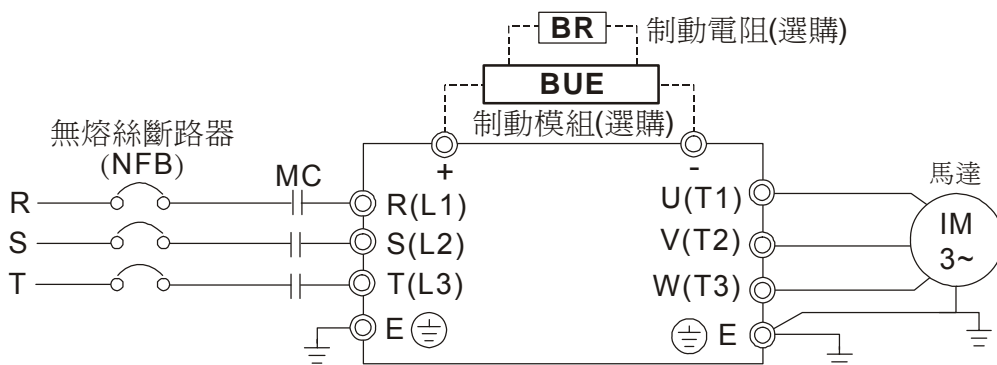 BR
制動電阻(選購)
BUE
制動模組(選購)
無熔絲斷路器
(NFB)
MC
+
-
馬達
R
R(L1)
U(T1)
S
S(L2)
V(T2)
IM
3~
T
T(L3)
W(T3)
E
E